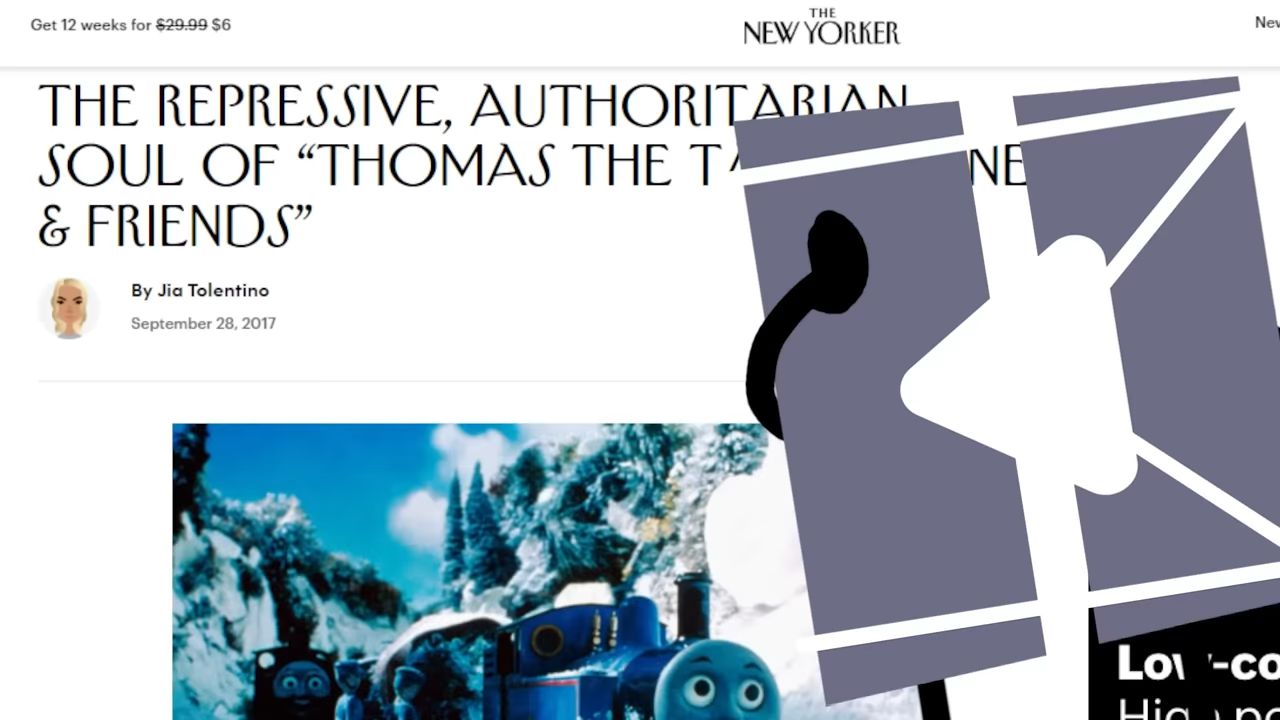 Get 12 weeks for $29.99 $6
THE
NEW YORKER
New
THE REPRESSIVE, AUTHORITARIAN
SOUL OF “THOMAS THE
& FRIENDS”
By Jia Tolentino
September 28, 2017